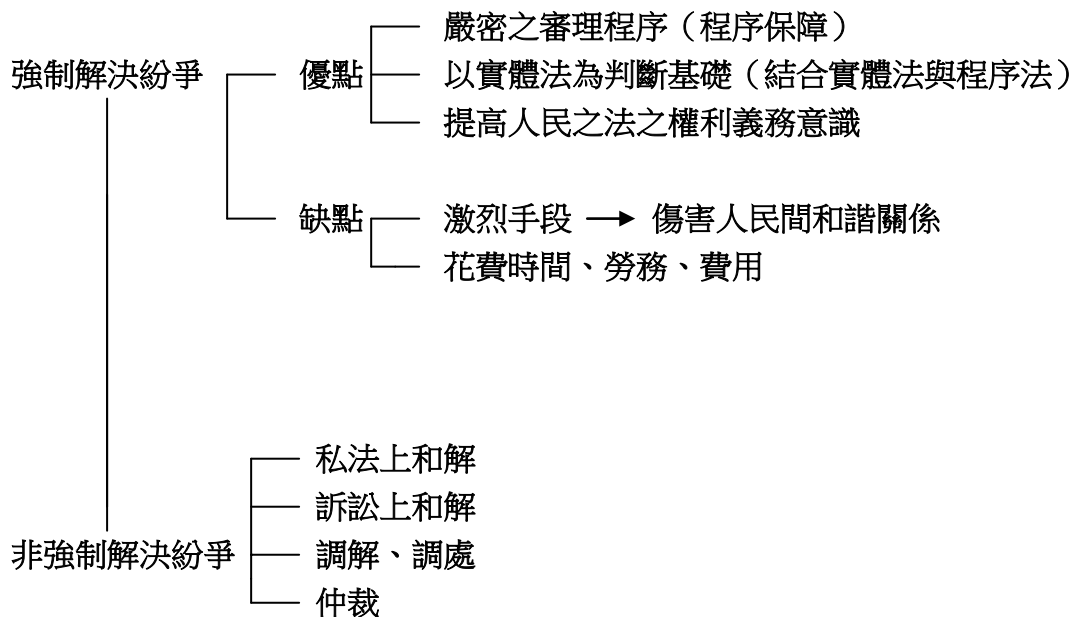 嚴密之審理程序（程序保障）
強制解決紛爭 優點 以實體法為判斷基礎（結合實體法與程序法）
提高人民之法之權利義務意識
缺點 激烈手段 → 傷害人民間和諧關係
花費時間、勞務、費用
私法上和解
訴訟上和解
非強制解決紛爭 調解、調處
仲裁